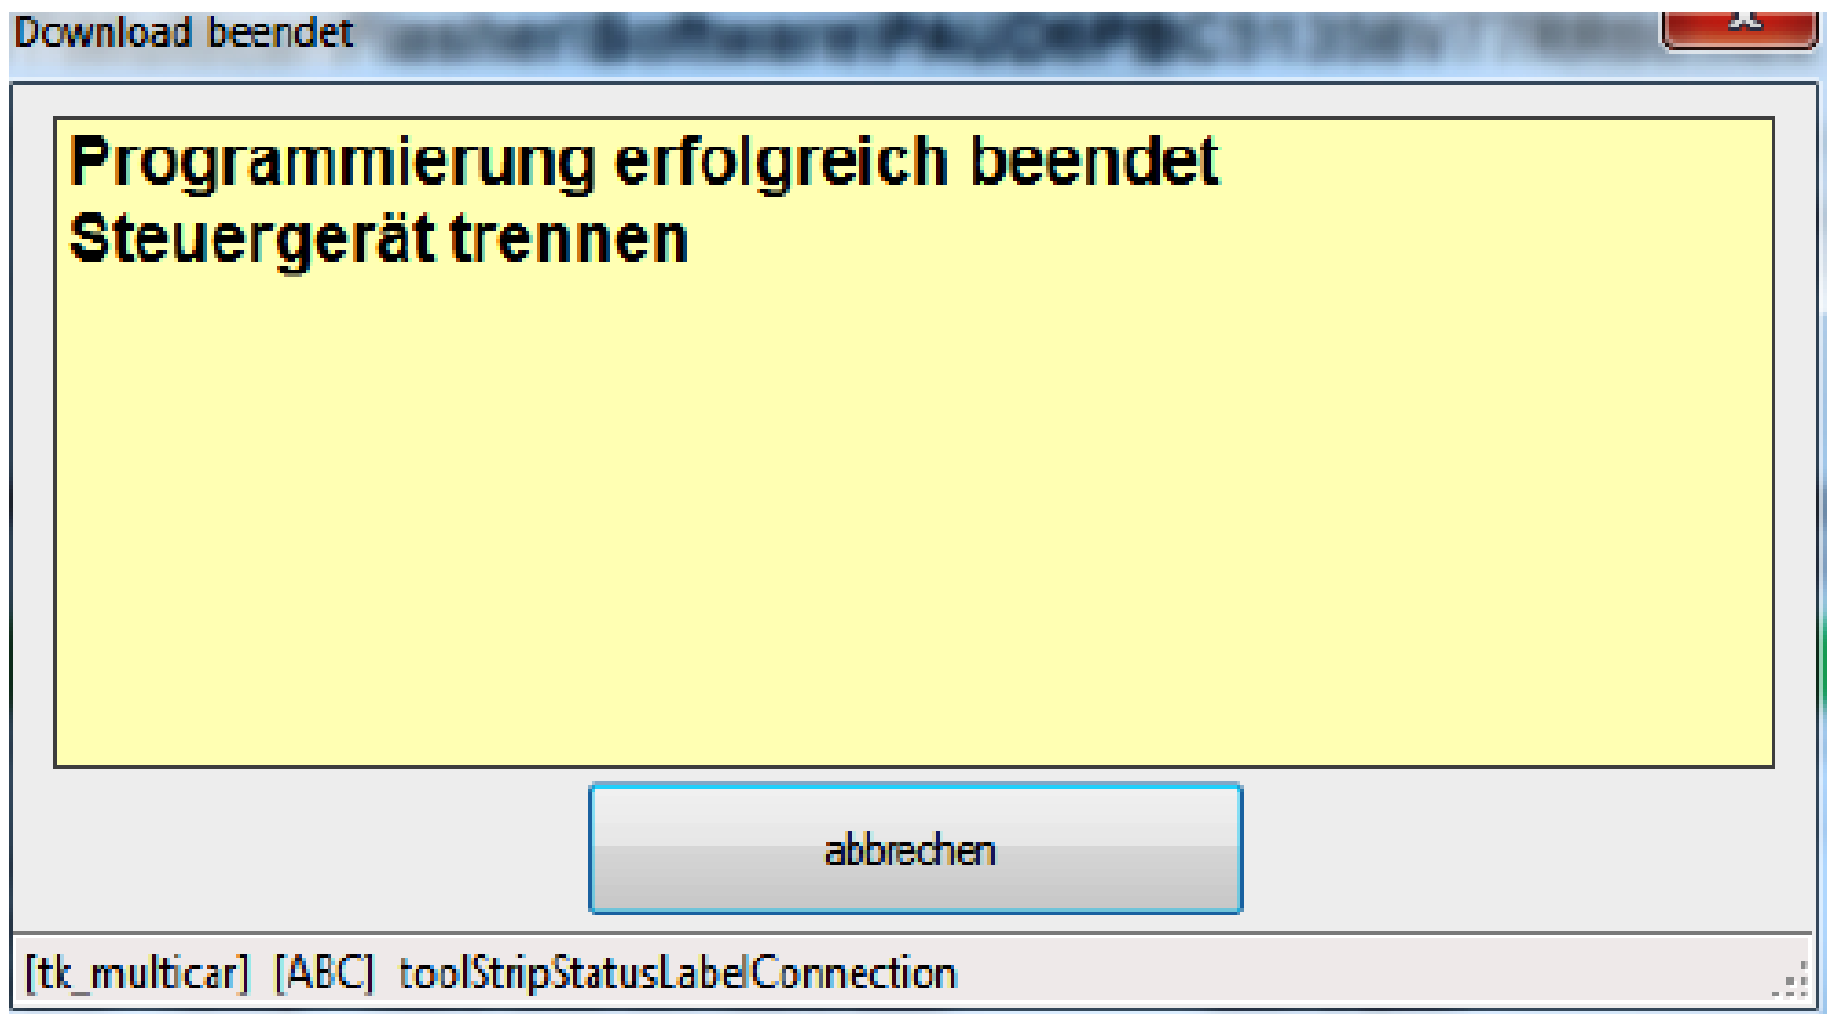 Download beendet
Programmierung erfolgreich beendet
Steuergerät trennen
abbrechen
[tk_multicar] [ABC] toolStripStatusLabelConnection